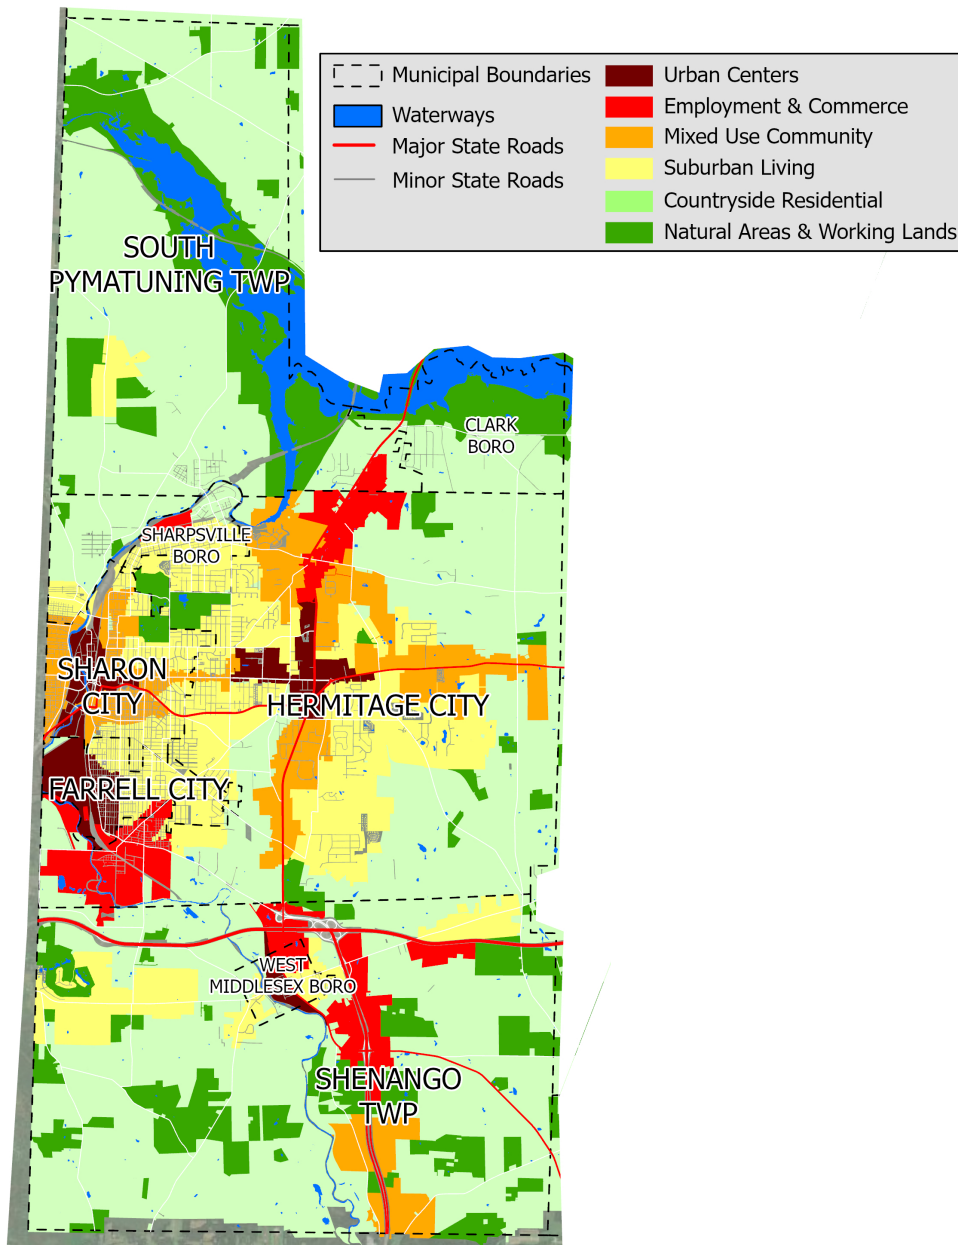 Municipal Boundaries
Waterways
Major State Roads
Minor State Roads
Urban Centers
Employment & Commerce
Mixed Use Community
Suburban Living
Countryside Residential
Natural Areas & Working Lands
SOUTH
PYMATUNING TWP
CLARK
BORO
SHARPSVILLE
BORO
SHARON
CITY
HERMITAGE CITY
FARRELL CITY
WEST
MIDDLESEX BORO
SHENANGO
TWP